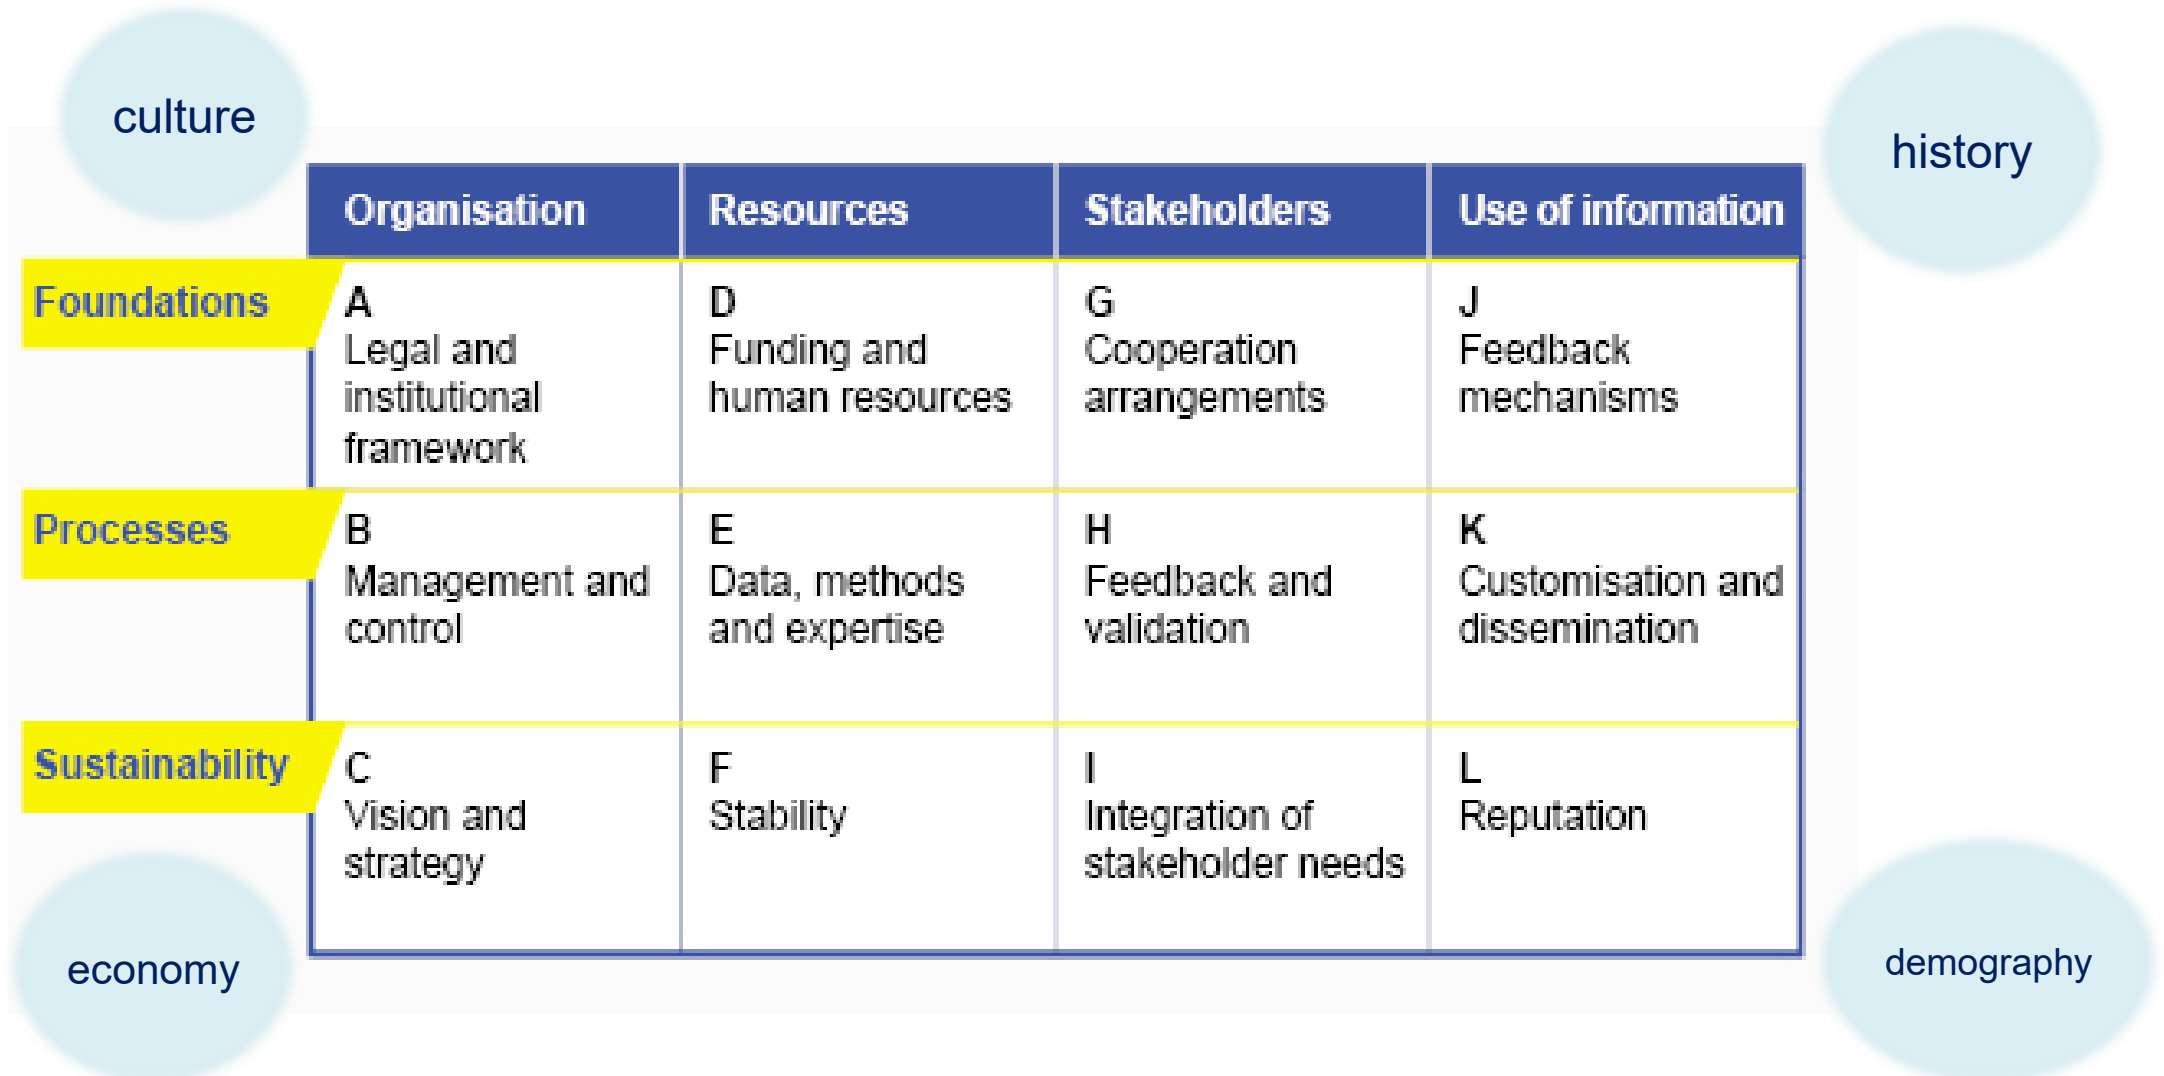 culture
history
Organisation
Resources
Stakeholders
Use of information
Foundations
A
Legal and
institutional
framework
D
Funding and
human resources
G
Cooperation
arrangements
J
Feedback
mechanisms
Processes
B
Management and
control
E
Data, methods
and expertise
H
Feedback and
validation
K
Customisation and
dissemination
Sustainability
C
Vision and
strategy
F
Stability
I
Integration of
stakeholder needs
L
Reputation
economy
demography